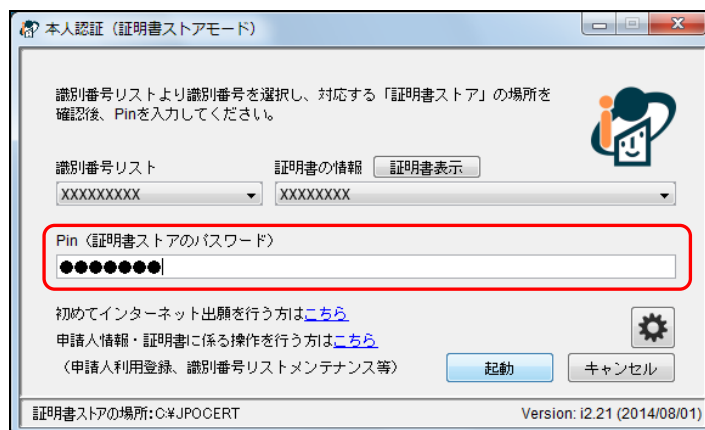 本人認証（証明書ストアモード）
識別番号リストより識別番号を選択し、対応する「証明書ストア」の場所を
確認後、Pinを入力してください。
識別番号リスト 証明書の情報 証明書表示
XXXXXXXXX XXXXXXXX
Pin（証明書ストアのパスワード）
●●●●●●●
初めてインターネット出願を行う方はこちら
申請人情報・証明書に係る操作を行う方はこちら
（申請人利用登録、識別番号リストメンテナンス等） 起動 キャンセル
証明書ストアの場所:C:¥JPOCERT Version: i2.21 (2014/08/01)